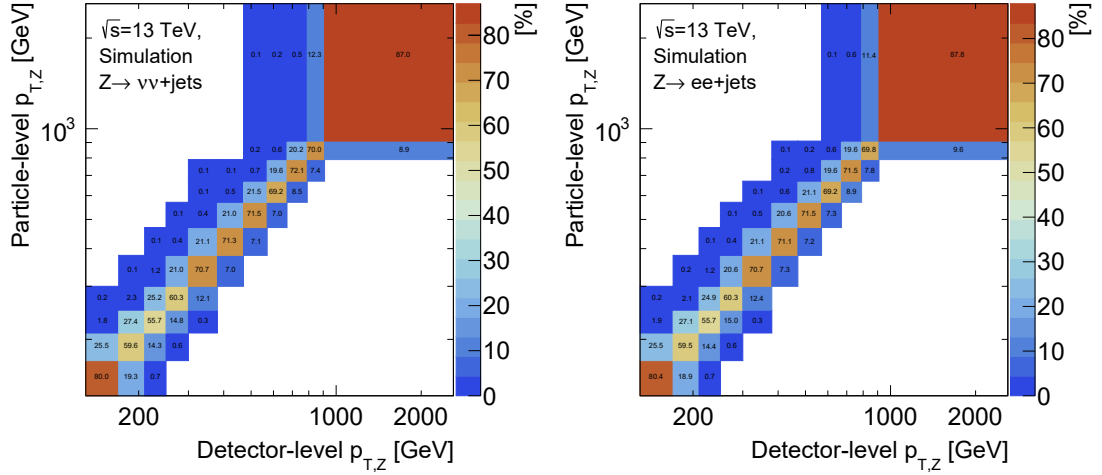 √s=13 TeV,
Simulation
Z→ νν+jets
Particle-level p_T,Z [GeV]
10^3
0.1 0.2 0.5 12.3 87.0
0.2 0.6 20.2 70.0 8.9
0.1 0.1 0.7 19.6 72.1 7.4
0.1 0.5 21.5 69.2 8.5
0.1 0.4 21.0 71.5 7.0
0.1 0.4 21.1 71.3 7.1
0.1 1.2 21.0 70.7 7.0
0.2 2.3 25.2 60.3 12.1
1.8 27.4 55.7 14.8 0.3
25.5 59.6 14.3 0.6
80.0 19.3 0.7
200 1000 2000
Detector-level p_T,Z [GeV]
[%]
80
70
60
50
40
30
20
10
0
√s=13 TeV,
Simulation
Z→ ee+jets
Particle-level p_T,Z [GeV]
10^3
0.1 0.6 11.4 87.8
0.1 0.2 0.6 19.6 69.8 9.6
0.2 0.8 19.6 71.5 7.8
0.1 0.6 21.1 69.2 8.9
0.1 0.5 20.6 71.5 7.3
0.1 0.4 21.1 71.1 7.2
0.2 1.2 20.6 70.7 7.3
0.2 2.1 24.9 60.3 12.4
1.9 27.1 55.7 15.0 0.3
25.5 59.5 14.4 0.6
80.4 18.9 0.7
200 1000 2000
Detector-level p_T,Z [GeV]
[%]
80
70
60
50
40
30
20
10
0